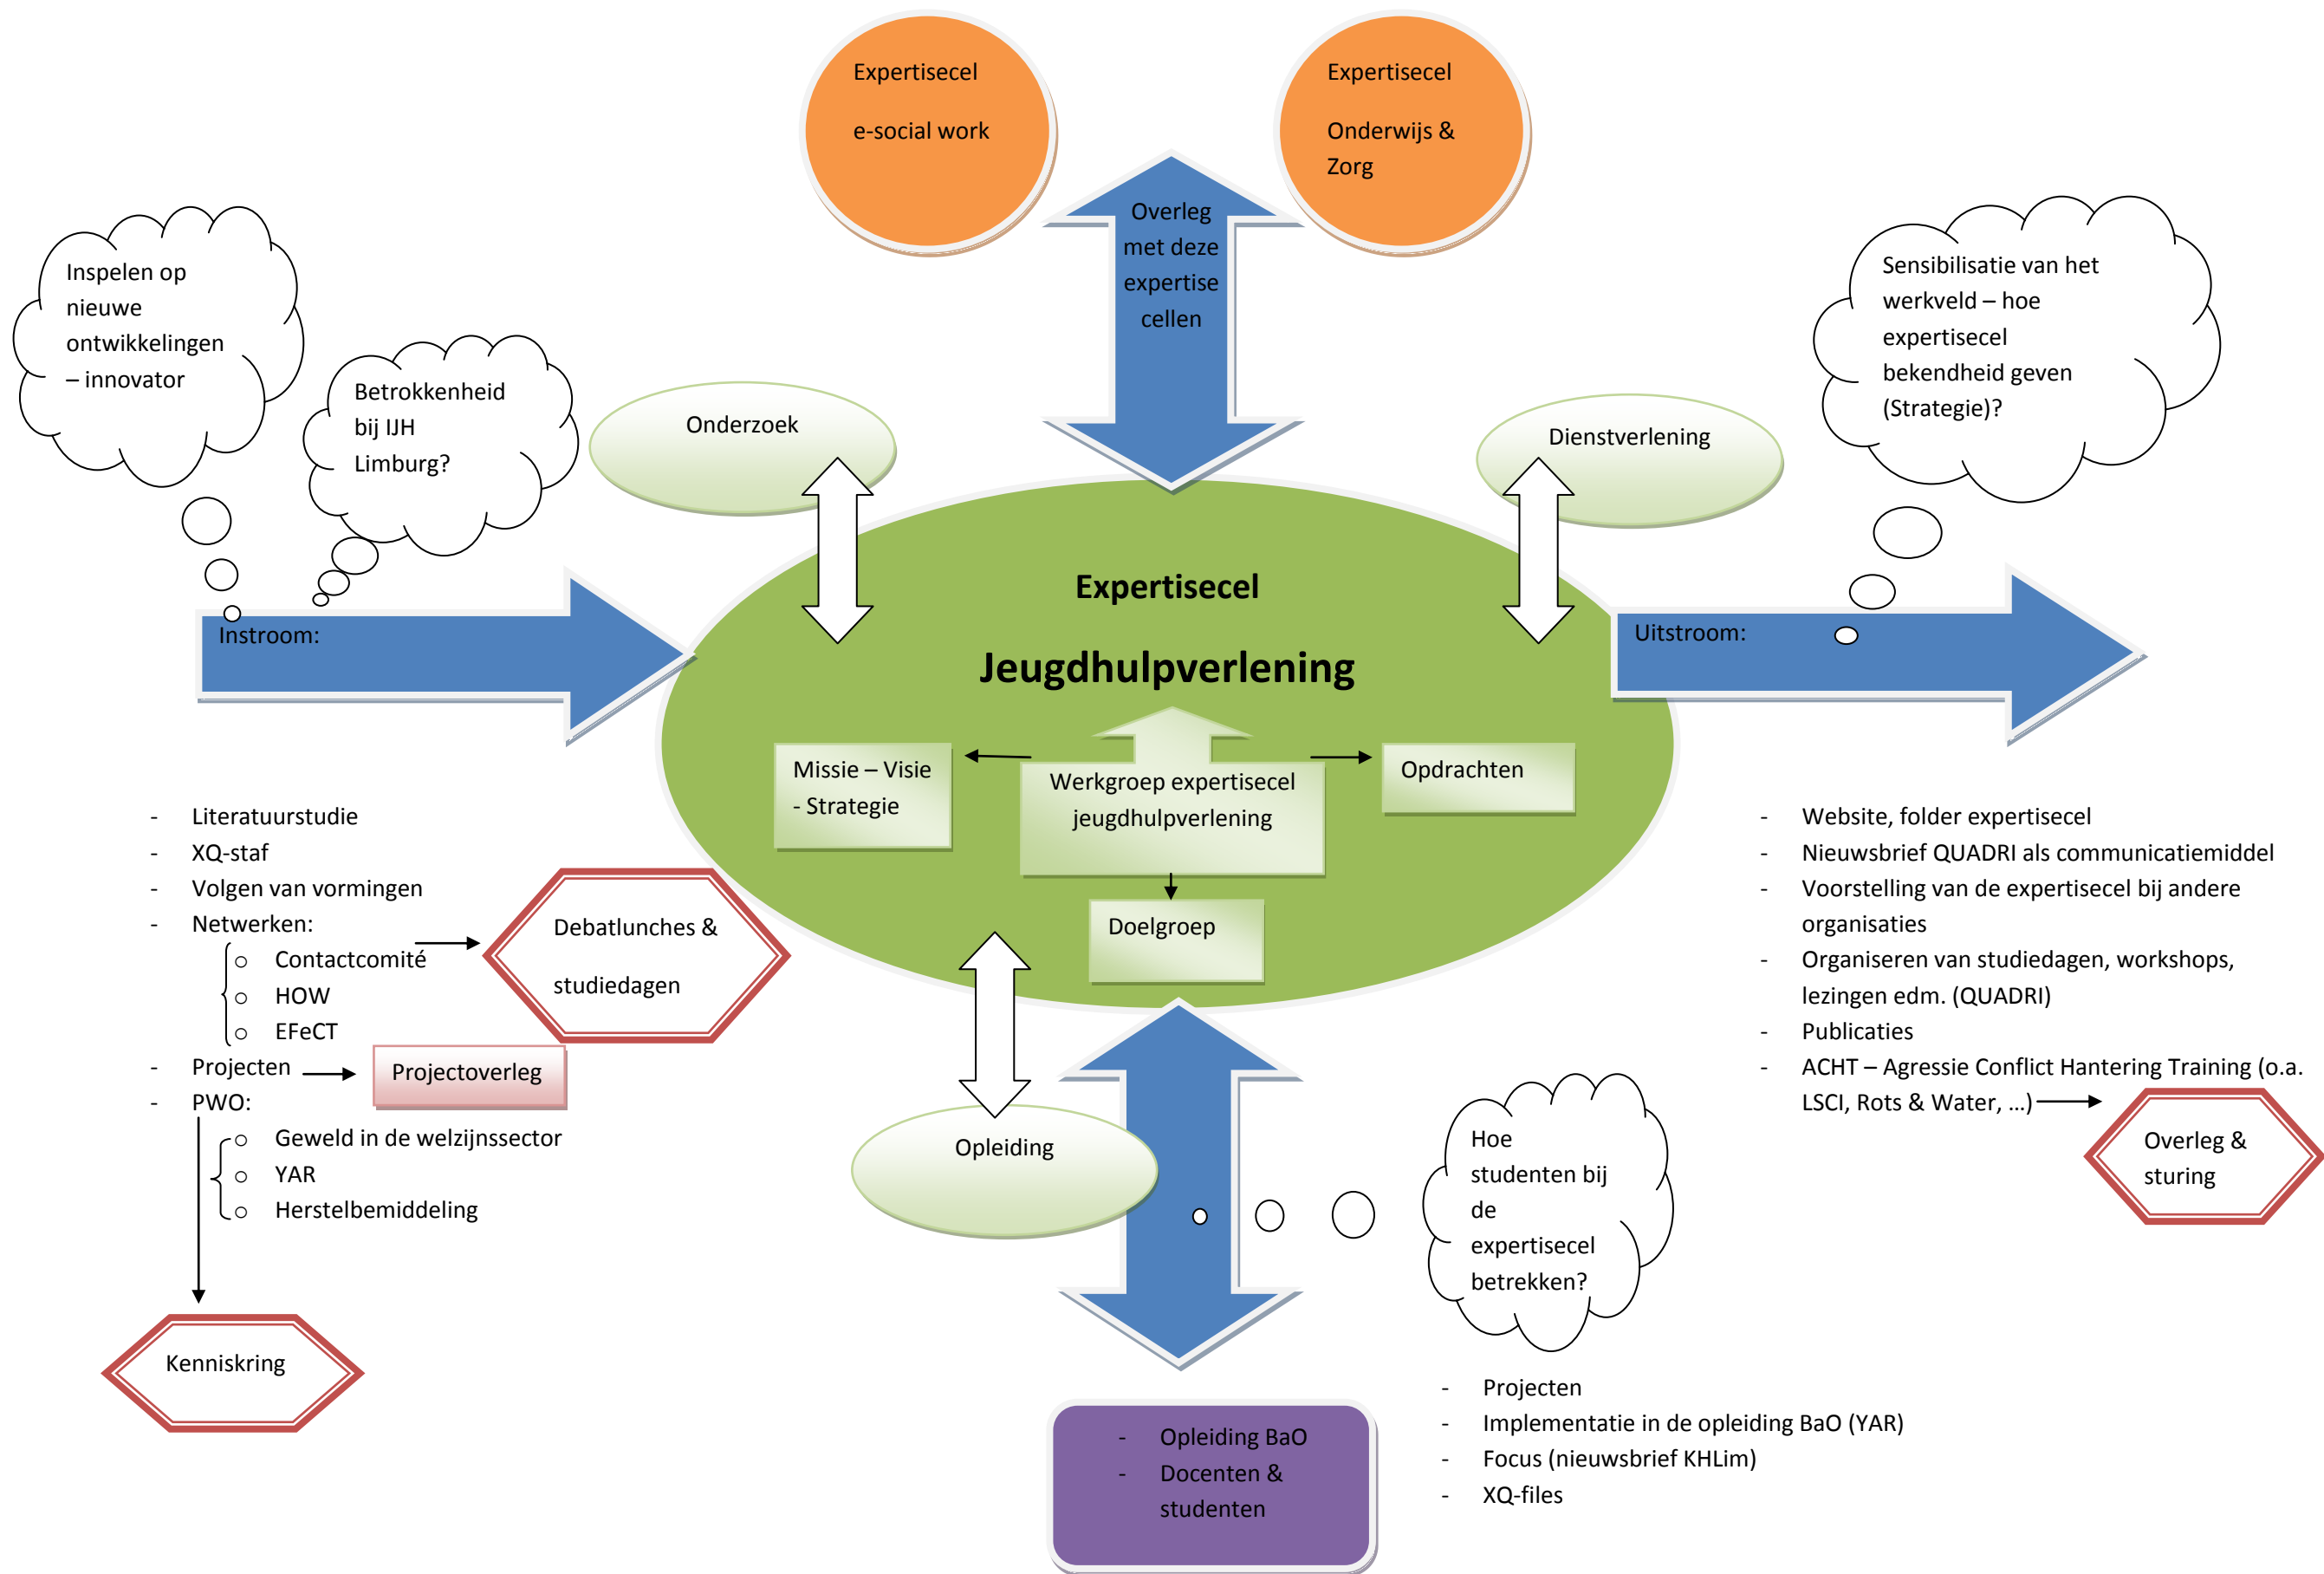 Expertisecel
e-social work
Expertisecel
Onderwijs &
Zorg
Overleg
met deze
expertise
cellen
Inspelen op
nieuwe
ontwikkelingen
– innovator
Betrokkenheid
bij IJH
Limburg?
Sensibilisatie van het
werkveld – hoe
expertisecel
bekendheid geven
(Strategie)?
Onderzoek
Dienstverlening
Instroom:
Expertisecel
Jeugdhulpverlening
Uitstroom:
Missie – Visie
- Strategie
Werkgroep expertisecel
jeugdhulpverlening
Opdrachten
Doelgroep
- Literatuurstudie
- XQ-staf
- Volgen van vormingen
- Netwerken:
o Contactcomité
o HOW
o EFeCT
- Projecten
- PWO:
o Geweld in de welzijnssector
o YAR
o Herstelbemiddeling
Debatlunches &
studiedagen
Projectoverleg
Kenniskring
- Website, folder expertisecel
- Nieuwsbrief QUADRI als communicatiemiddel
- Voorstelling van de expertisecel bij andere
organisaties
- Organiseren van studiedagen, workshops,
lezingen edm. (QUADRI)
- Publicaties
- ACHT – Agressie Conflict Hantering Training (o.a.
LSCI, Rots & Water, ...)
Overleg &
sturing
Opleiding
Hoe
studenten bij
de
expertisecel
betrekken?
- Opleiding BaO
- Docenten &
studenten
- Projecten
- Implementatie in de opleiding BaO (YAR)
- Focus (nieuwsbrief KHLim)
- XQ-files